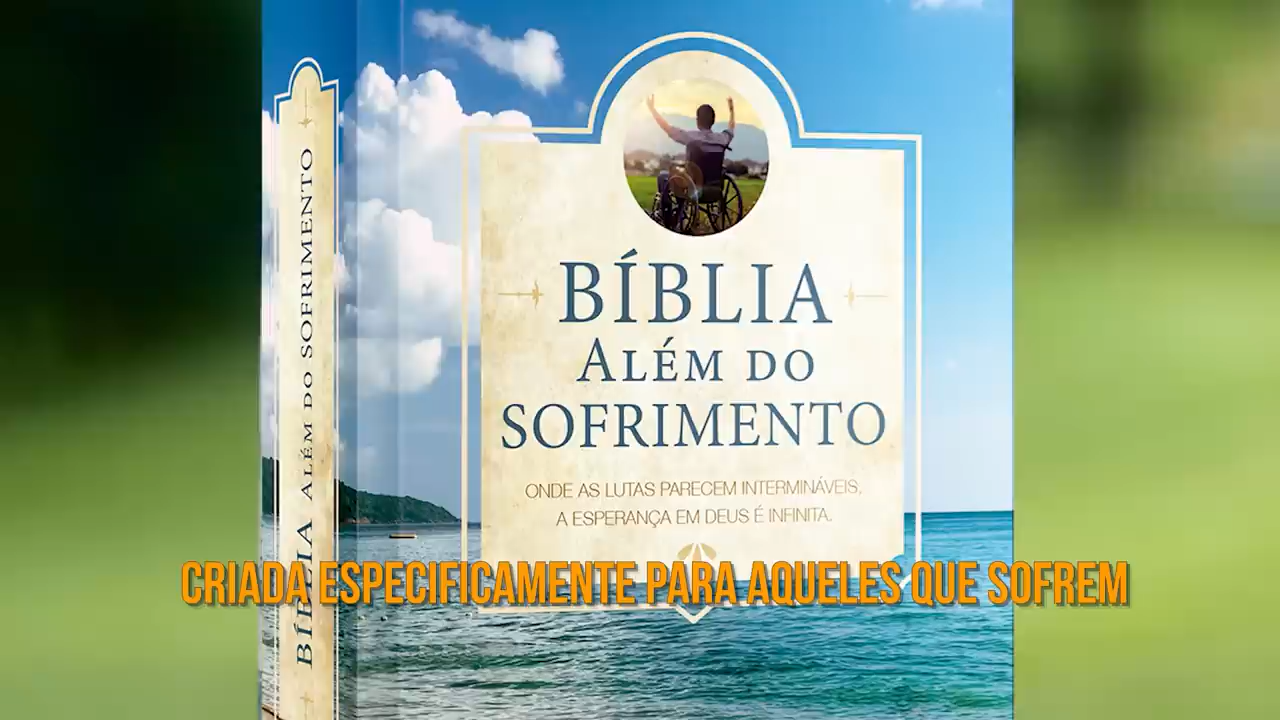 BÍBLIA ALÉM DO SOFRIMENTO
BÍBLIA
ALÉM DO
SOFRIMENTO
ONDE AS LUTAS PARECEM INTERMINÁVEIS,
A ESPERANÇA EM DEUS É INFINITA.
CRIADA ESPECIFICAMENTE PARA AQUELES QUE SOFREM